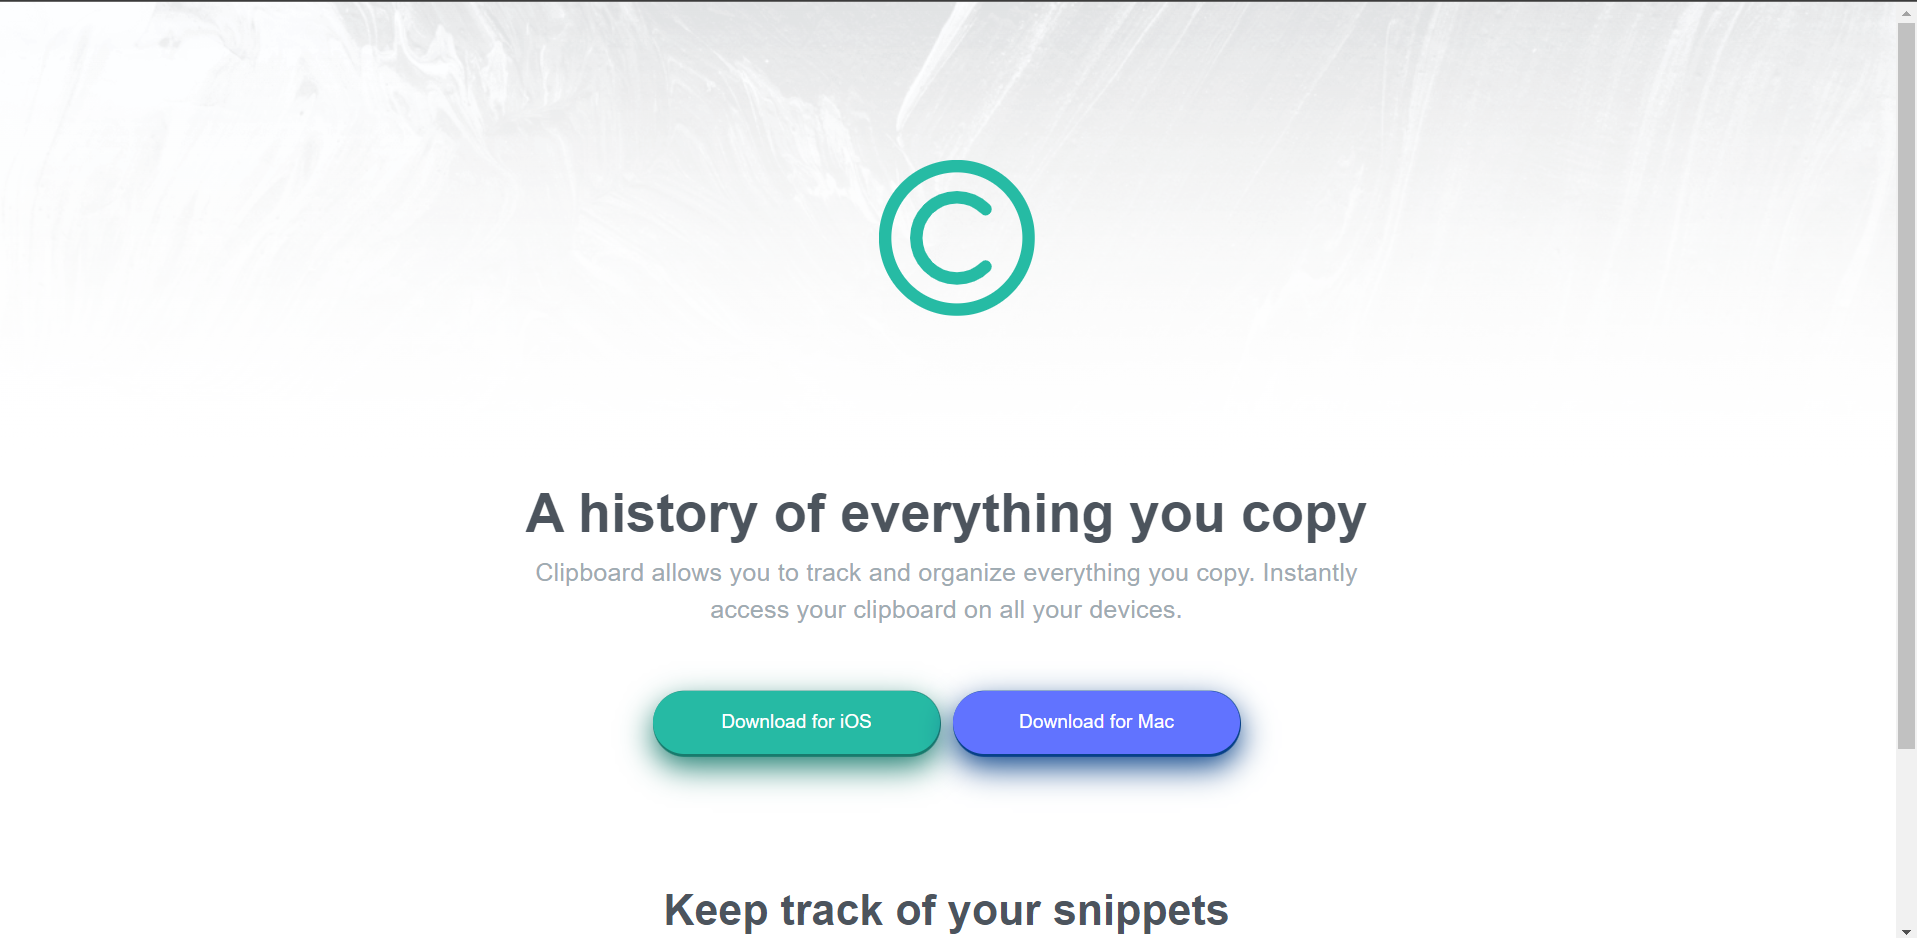 A history of everything you copy
Clipboard allows you to track and organize everything you copy. Instantly
access your clipboard on all your devices.
Download for iOS
Download for Mac
Keep track of your snippets